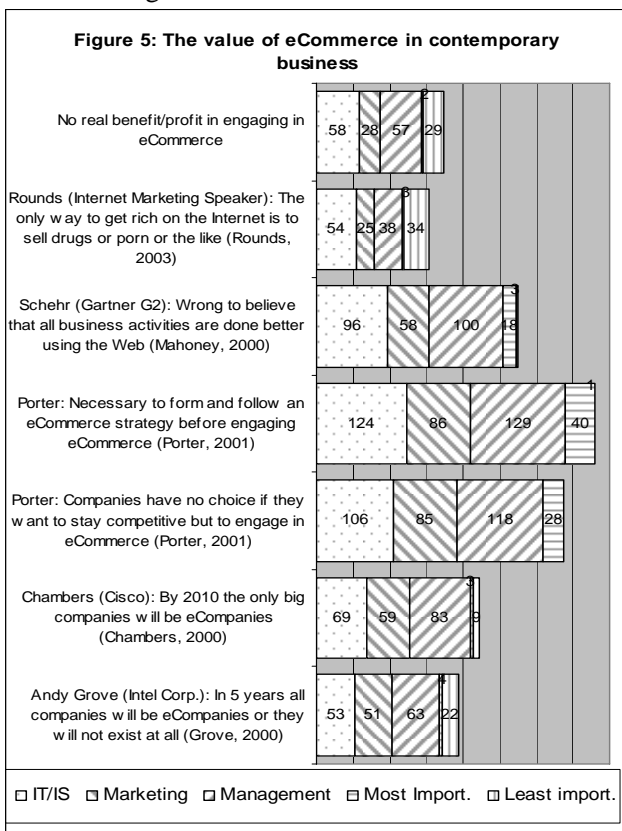 Figure 5: The value of eCommerce in contemporary
business
No real benefit/profit in engaging in
eCommerce
58 28 57 2 29
Rounds (Internet Marketing Speaker): The
only way to get rich on the Internet is to
sell drugs or porn or the like (Rounds,
2003)
54 25 38 3 34
Schehr (Gartner G2): Wrong to believe
that all business activities are done better
using the Web (Mahoney, 2000)
96 58 100 18 3
Porter: Necessary to form and follow an
eCommerce strategy before engaging
eCommerce (Porter, 2001)
124 86 129 40 1
Porter: Companies have no choice if they
want to stay competitive but to engage in
eCommerce (Porter, 2001)
106 85 118 28
Chambers (Cisco): By 2010 the only big
companies will be eCompanies
(Chambers, 2000)
69 59 83 3 9
Andy Grove (Intel Corp.): In 5 years all
companies will be eCompanies or they
will not exist at all (Grove, 2000)
53 51 63 4 22
IT/IS Marketing Management Most Import. Least import.